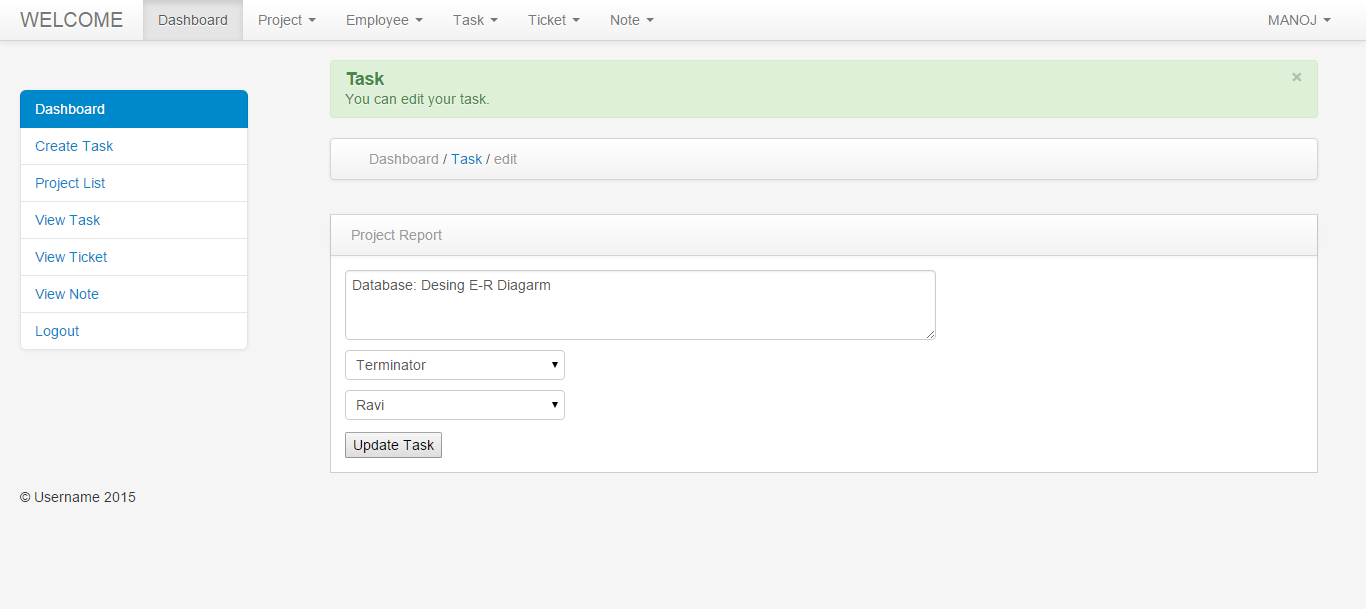 WELCOME Dashboard Project Employee Task Ticket Note MANOJ
Dashboard
Create Task
Project List
View Task
View Ticket
View Note
Logout
Task ×
You can edit your task.
Dashboard / Task / edit
Project Report
Database: Desing E-R Diagarm
Terminator
Ravi
Update Task
© Username 2015